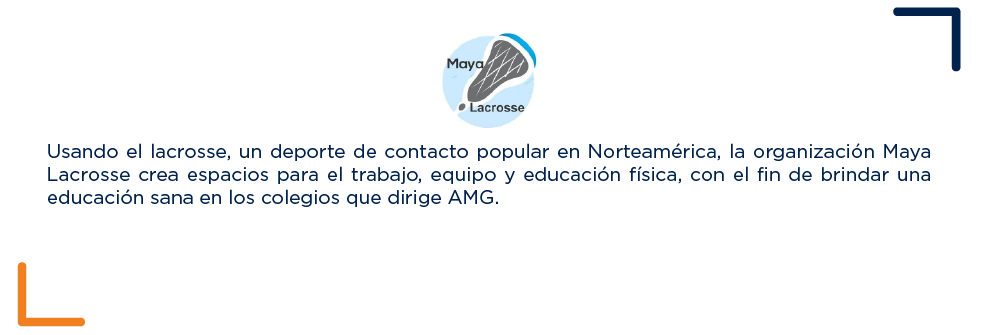 Maya
Lacrosse
Usando el lacrosse, un deporte de contacto popular en Norteamérica, la organización Maya
Lacrosse crea espacios para el trabajo, equipo y educación física, con el fin de brindar una
educación sana en los colegios que dirige AMG.